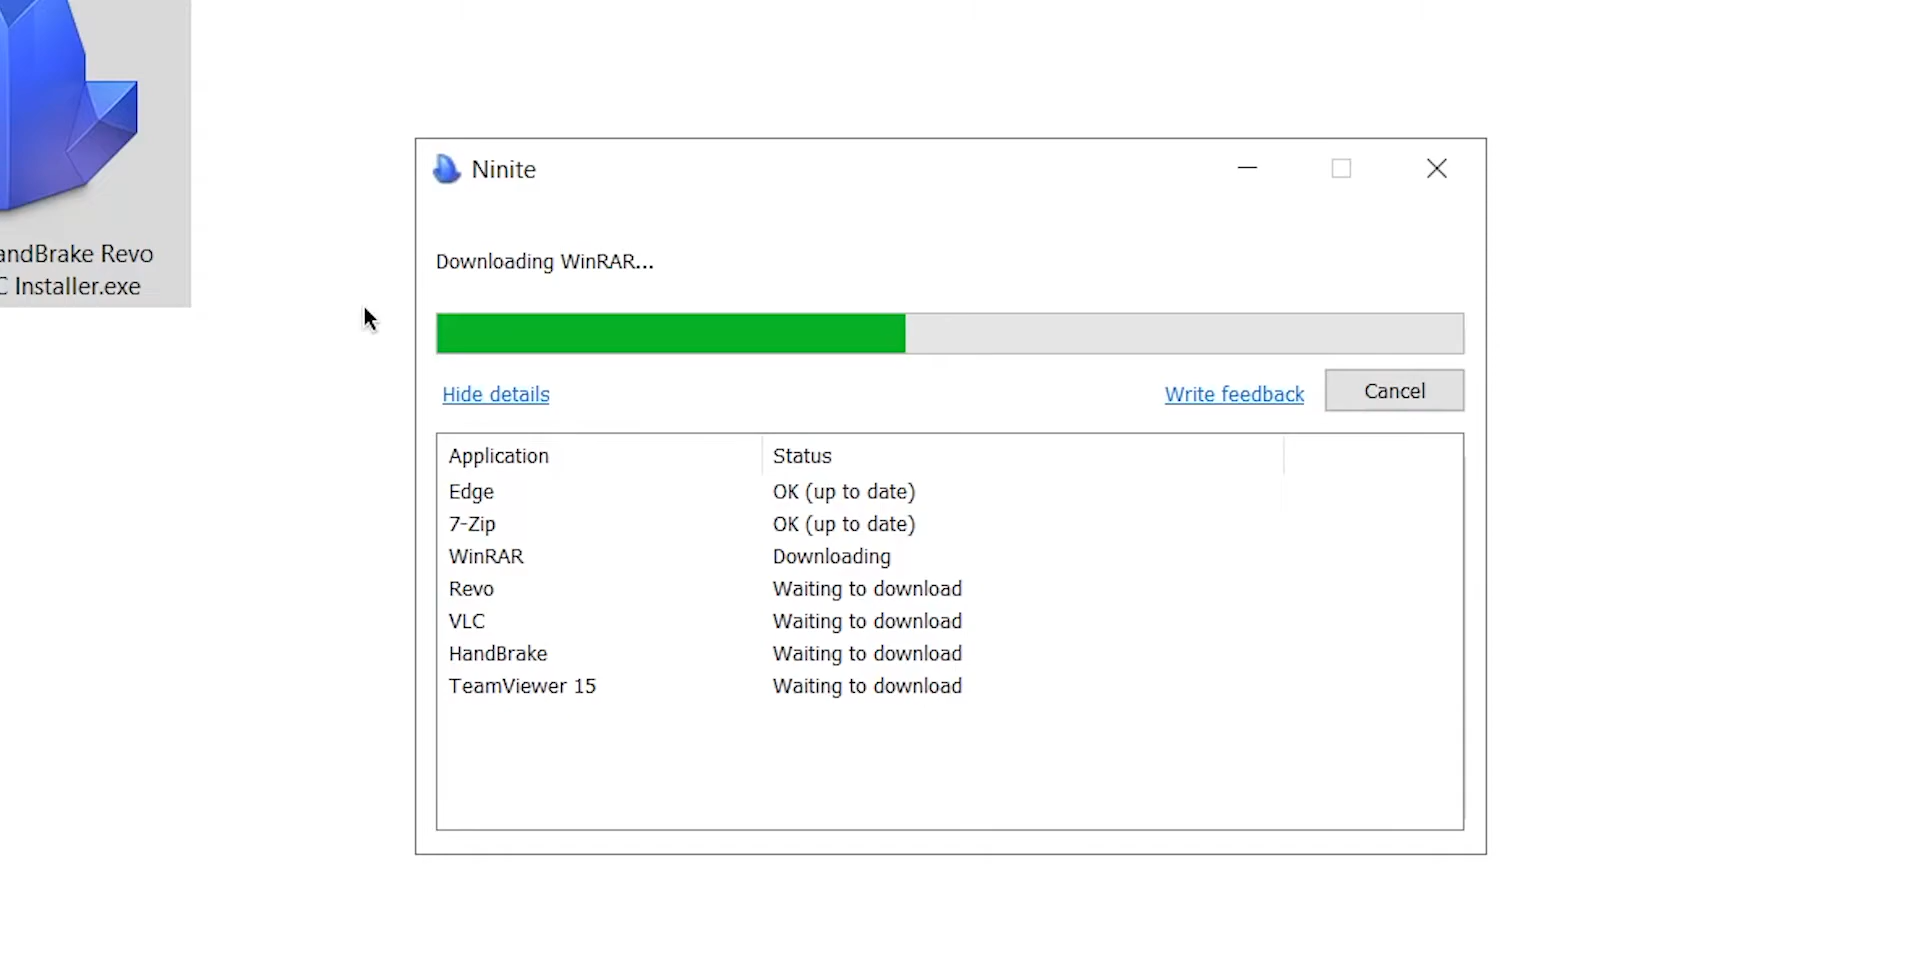 andBrake Revo
C Installer.exe
Ninite
Downloading WinRAR...
Hide details
Write feedback
Cancel
Application Status
Edge OK (up to date)
7-Zip OK (up to date)
WinRAR Downloading
Revo Waiting to download
VLC Waiting to download
HandBrake Waiting to download
TeamViewer 15 Waiting to download